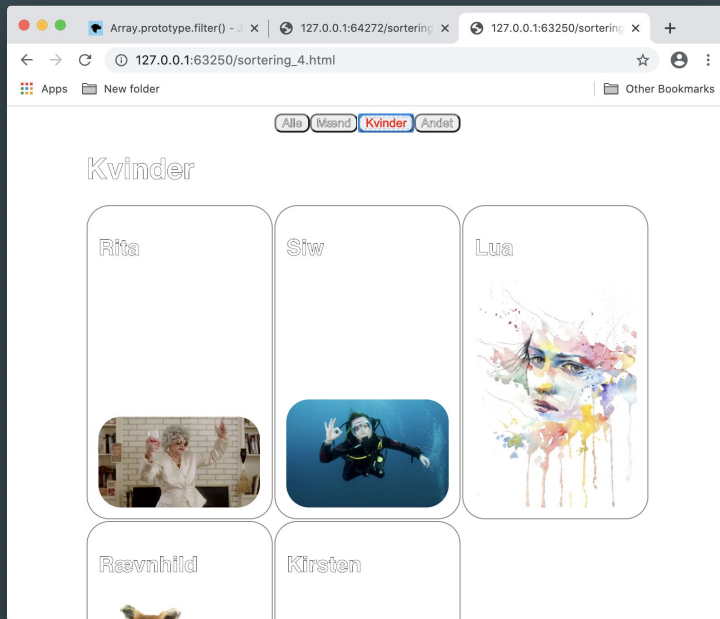 Array.prototype.filter() - J
127.0.0.1:64272/sortering
127.0.0.1:63250/sortering
127.0.0.1:63250/sortering_4.html
Apps New folder Other Bookmarks
Alle Mænd Kvinder Andet
Kvinder
Rita Siw Lua
Rævnhild Kirsten